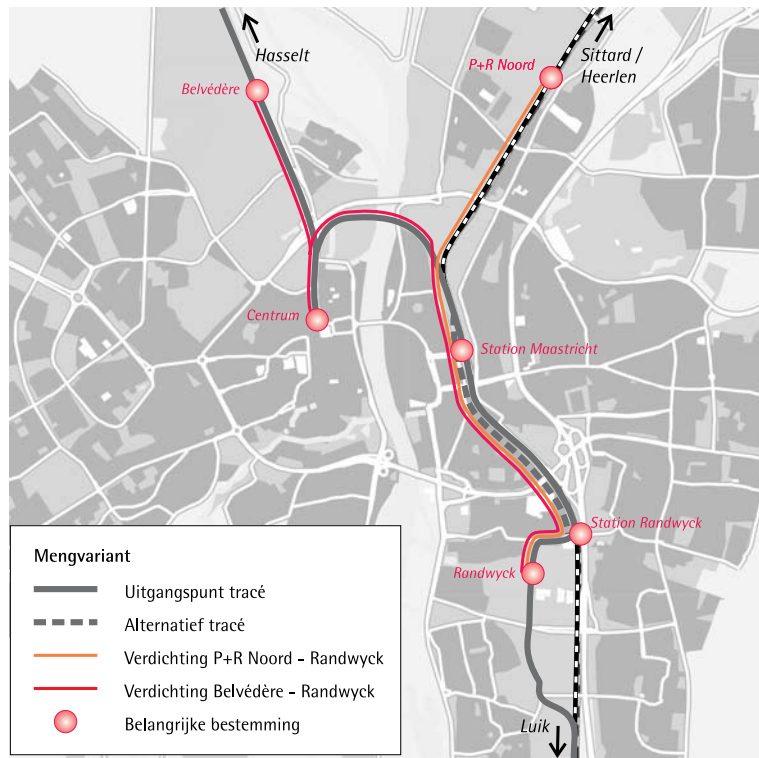 Hasselt
P+R Noord
Sittard /
Heerlen
Belvédère
Centrum
Station Maastricht
Station Randwyck
Randwyck
Mengvariant
Uitgangspunt tracé
Alternatief tracé
Verdichting P+R Noord - Randwyck
Verdichting Belvédère - Randwyck
Belangrijke bestemming
Luik